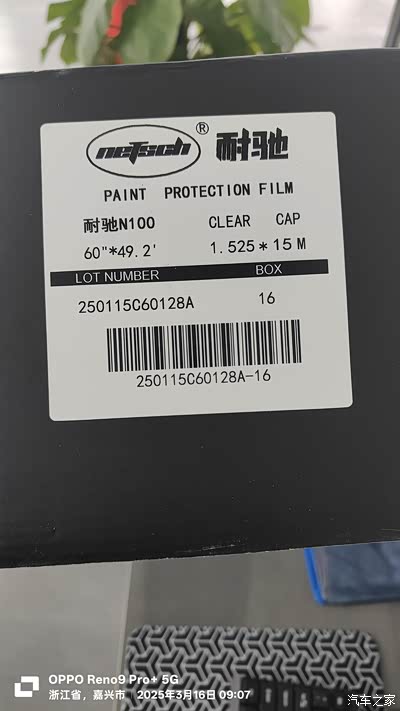 netsch ® 耐驰
PAINT PROTECTION FILM
耐驰N100 CLEAR CAP
60"*49.2' 1.525*15M
LOT NUMBER BOX
250115C60128A 16
250115C60128A-16
OPPO Reno9 Pro+ 5G
浙江省，嘉兴市 2025年3月16日 09:07
汽车之家